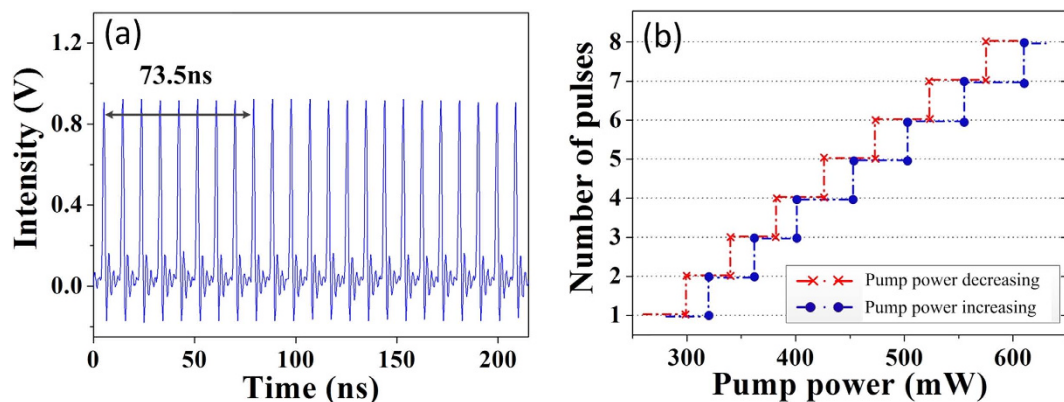 (a)
73.5ns
Intensity (V)
1.2
0.8
0.4
0.0
0
50
100
150
200
Time (ns)
(b)
Number of pulses
8
7
6
5
4
3
2
1
Pump power decreasing
Pump power increasing
300
400
500
600
Pump power (mW)